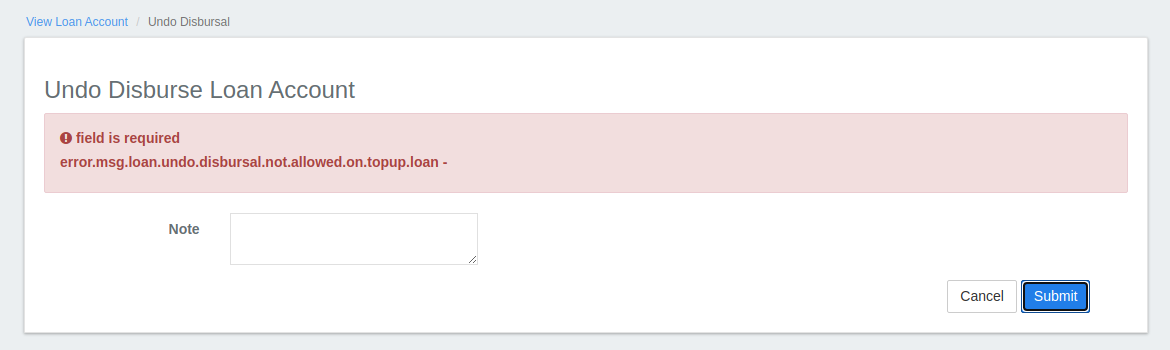 View Loan Account / Undo Disbursal
Undo Disburse Loan Account
field is required
error.msg.loan.undo.disbursal.not.allowed.on.topup.loan -
Note
Cancel Submit